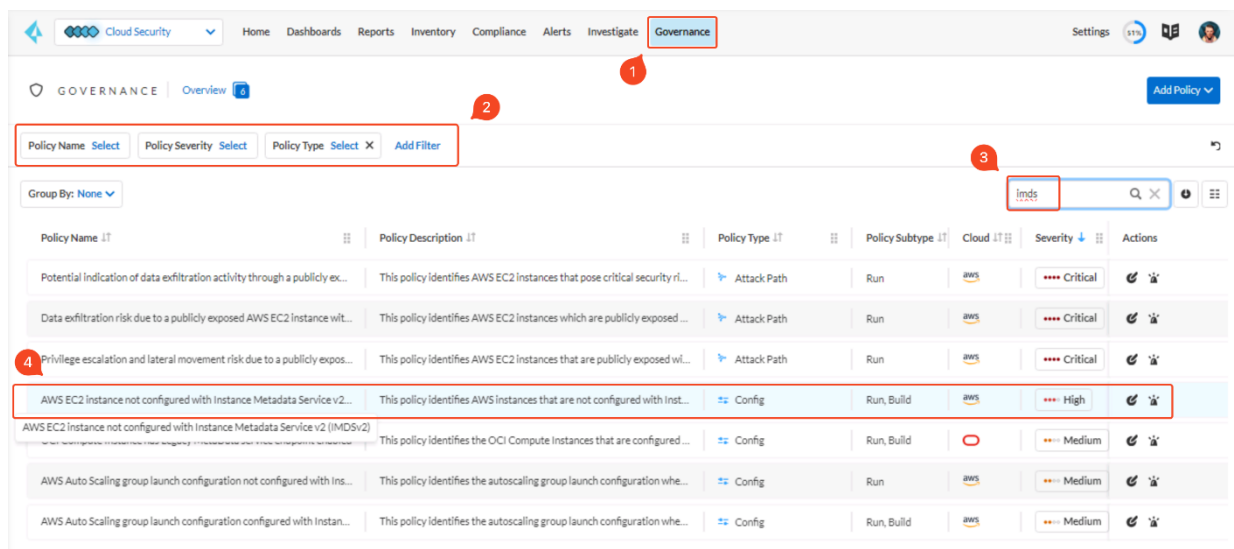 Cloud Security Home Dashboards Reports Inventory Compliance Alerts Investigate Governance Settings 51%
1
GOVERNANCE Overview 6 Add Policy
2
Policy Name Select Policy Severity Select Policy Type Select Add Filter
3
Group By: None imds
Policy Name Policy Description Policy Type Policy Subtype Cloud Severity Actions
Potential indication of data exfiltration activity through a publicly ex... This policy identifies AWS EC2 instances that pose critical security ri... Attack Path Run aws Critical
Data exfiltration risk due to a publicly exposed AWS EC2 instance wit... This policy identifies AWS EC2 instances which are publicly exposed ... Attack Path Run aws Critical
4
Privilege escalation and lateral movement risk due to a publicly expos... This policy identifies AWS EC2 instances that are publicly exposed wi... Attack Path Run aws Critical
AWS EC2 instance not configured with Instance Metadata Service v2... This policy identifies AWS instances that are not configured with Inst... Config Run, Build aws High
AWS EC2 instance not configured with Instance Metadata Service v2 (IMDSv2)
This policy identifies the OCI Compute Instances that are configured ... Config Run, Build Medium
AWS Auto Scaling group launch configuration not configured with Ins... This policy identifies the autoscaling group launch configuration whe... Config Run aws Medium
AWS Auto Scaling group launch configuration configured with Instan... This policy identifies the autoscaling group launch configuration whe... Config Run, Build aws Medium